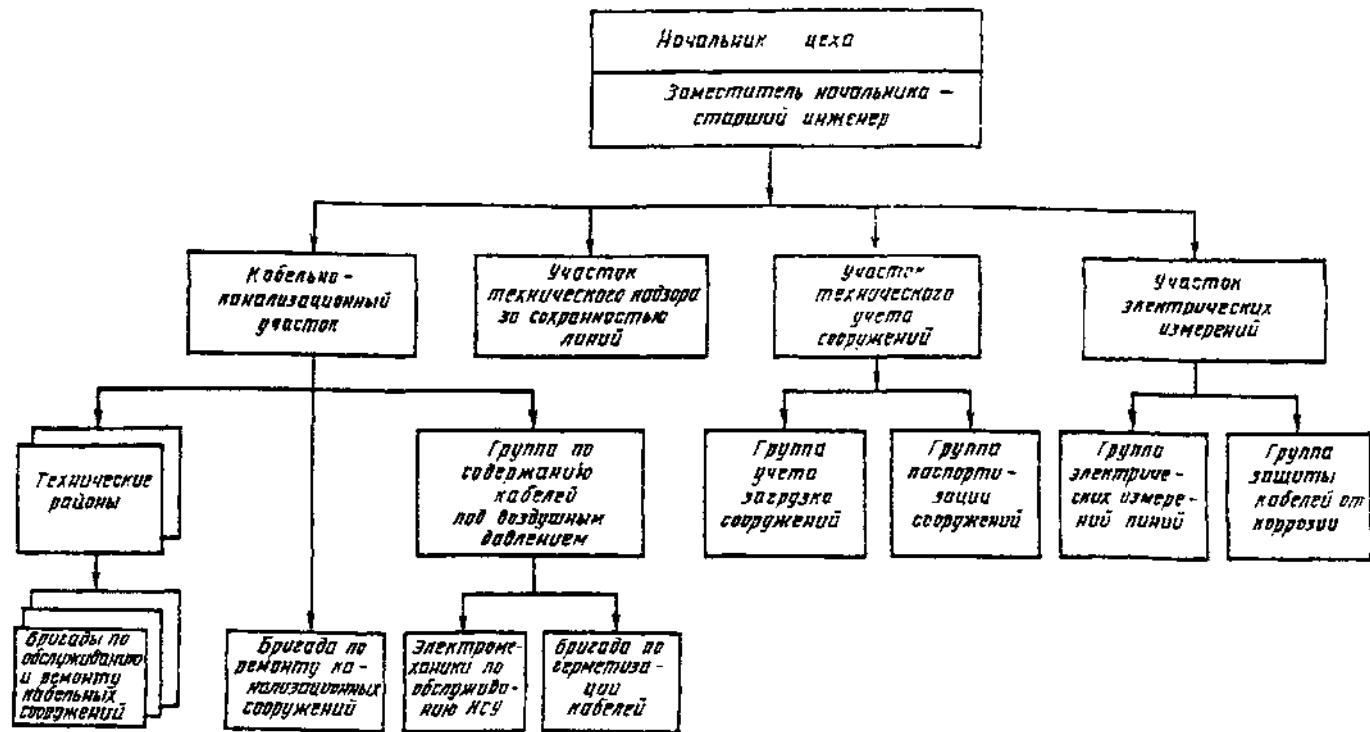 Начальник цеха
Заместитель начальника –
старший инженер
Кабельно-
-канализационный
участок
Участок
технического надзора
за сохранностью
линий
Участок
технического
учета
сооружений
Участок
электрических
измерений
Технические
районы
Группа по
содержанию
кабелей
под воздушным
давлением
Группа
учета
загрузка
сооружений
Группа
паспорти-
зации
сооружений
Группа
электриче-
ских измере-
ний линий
Группа
защиты
кабелей от
коррозии
Бригады по
обслуживанию
и ремонту
кабельных
сооружений
Бригада по
ремонту ка-
нализационных
сооружений
Электроме-
ханики по
обслужива-
нию КСУ
Бригада по
герметиза-
ции
кабелей